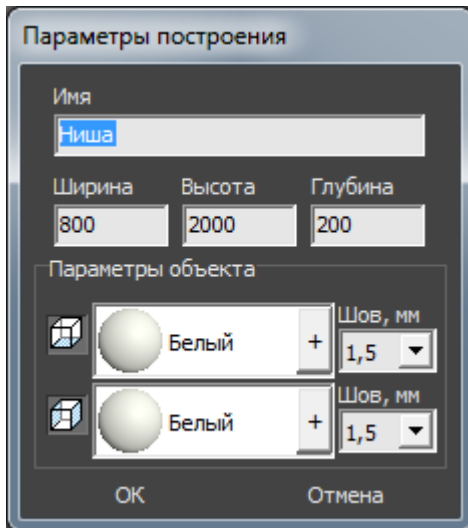 Параметры построения
Имя
Ниша
Ширина Высота Глубина
800 2000 200
Параметры объекта
Шов, мм
Белый + 1,5
Шов, мм
Белый + 1,5
ОК Отмена